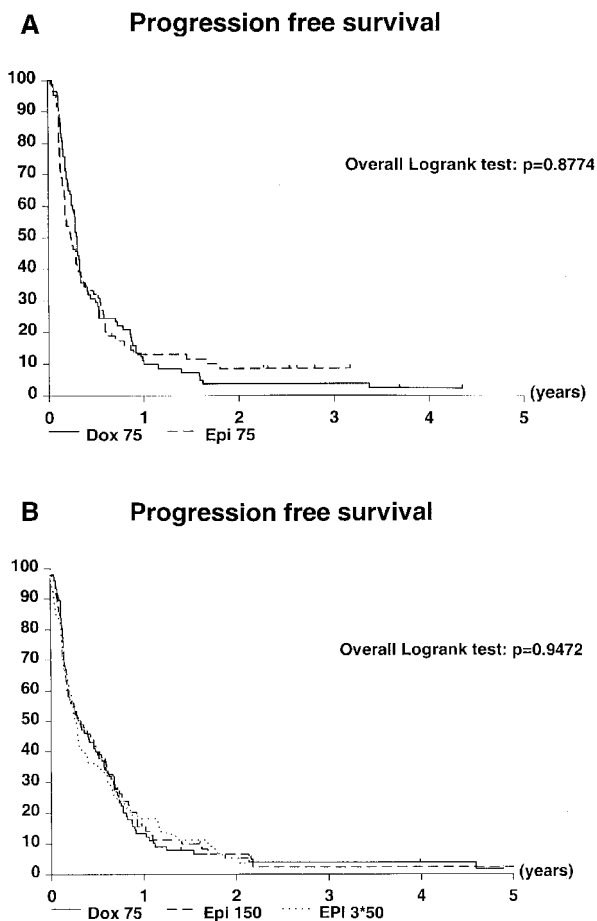 A Progression free survival
100
90
80
70
60
50
40
30
20
10
0
Overall Logrank test: p=0.8774
0 1 2 3 4 5 (years)
Dox 75 Epi 75
B Progression free survival
100
90
80
70
60
50
40
30
20
10
0
Overall Logrank test: p=0.9472
0 1 2 3 4 5 (years)
Dox 75 Epi 150 EPI 3*50